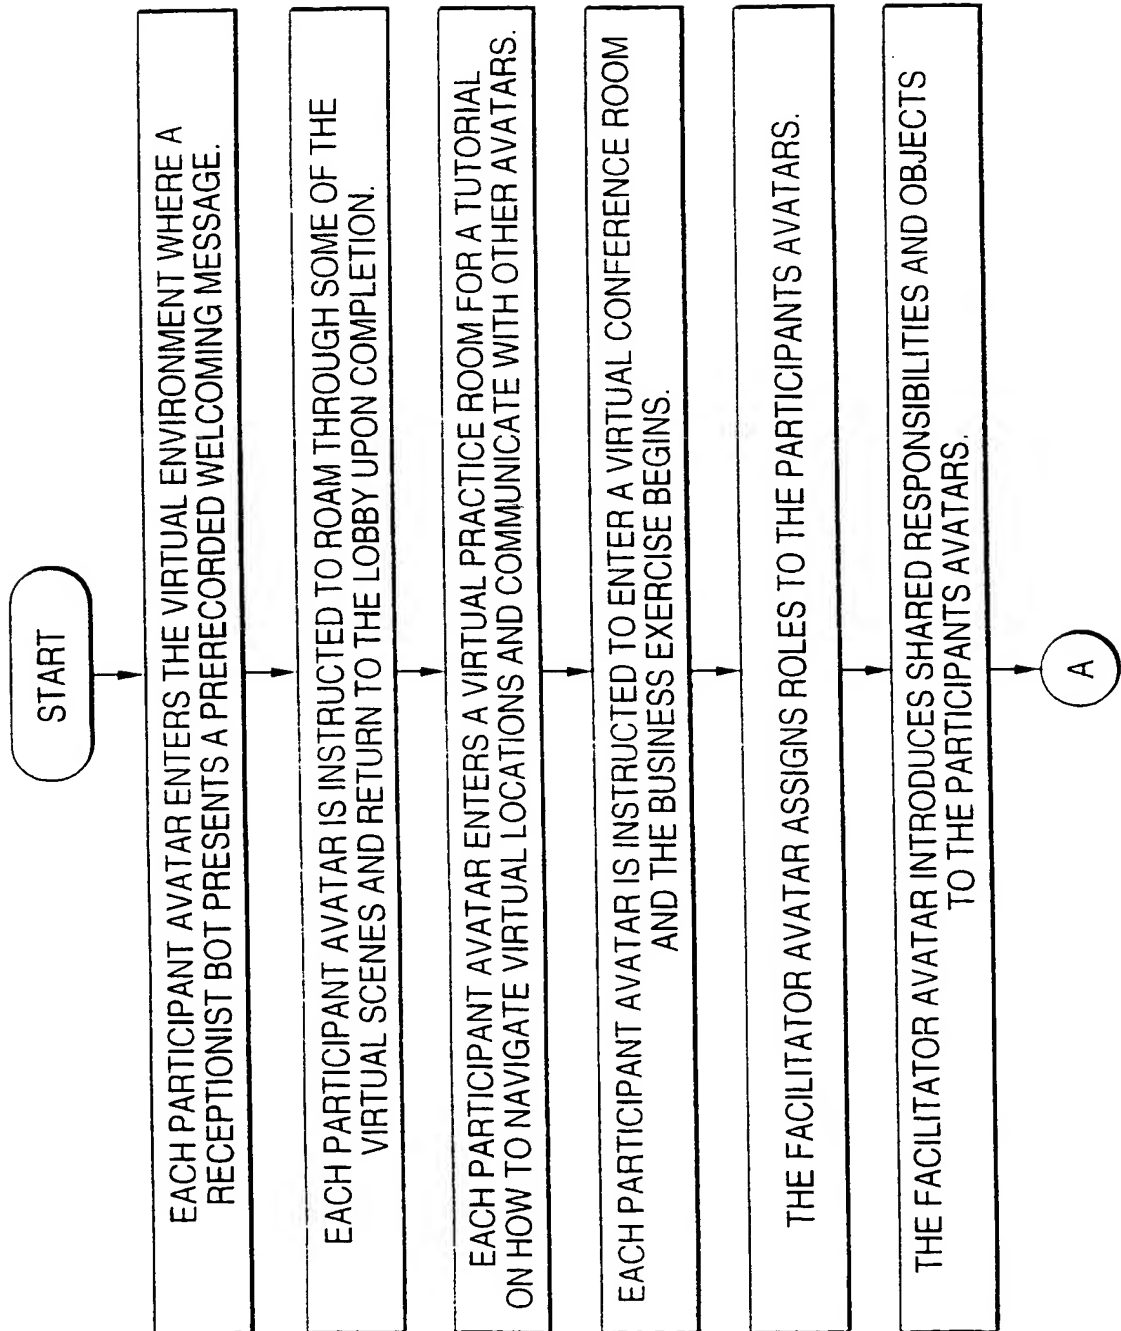 START
EACH PARTICIPANT AVATAR ENTERS THE VIRTUAL ENVIRONMENT WHERE A
RECEPTIONIST BOT PRESENTS A PRERECORDED WELCOMING MESSAGE.
EACH PARTICIPANT AVATAR IS INSTRUCTED TO ROAM THROUGH SOME OF THE
VIRTUAL SCENES AND RETURN TO THE LOBBY UPON COMPLETION.
EACH PARTICIPANT AVATAR ENTERS A VIRTUAL PRACTICE ROOM FOR A TUTORIAL
ON HOW TO NAVIGATE VIRTUAL LOCATIONS AND COMMUNICATE WITH OTHER AVATARS.
EACH PARTICIPANT AVATAR IS INSTRUCTED TO ENTER A VIRTUAL CONFERENCE ROOM
AND THE BUSINESS EXERCISE BEGINS.
THE FACILITATOR AVATAR ASSIGNS ROLES TO THE PARTICIPANTS AVATARS.
THE FACILITATOR AVATAR INTRODUCES SHARED RESPONSIBILITIES AND OBJECTS
TO THE PARTICIPANTS AVATARS.
A